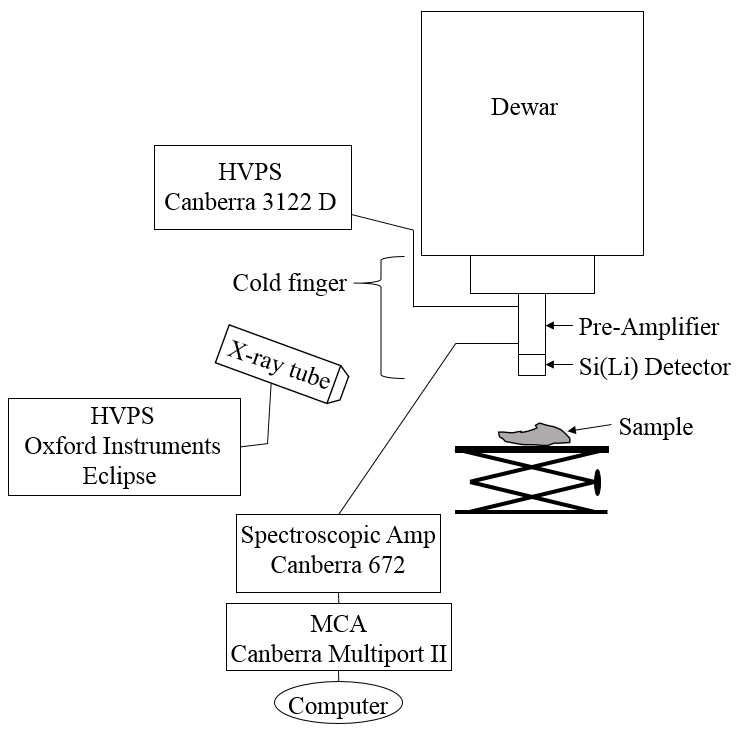 Dewar
HVPS
Canberra 3122 D
Cold finger
Pre-Amplifier
Si(Li) Detector
X-ray tube
HVPS
Oxford Instruments
Eclipse
Sample
Spectroscopic Amp
Canberra 672
MCA
Canberra Multiport II
Computer